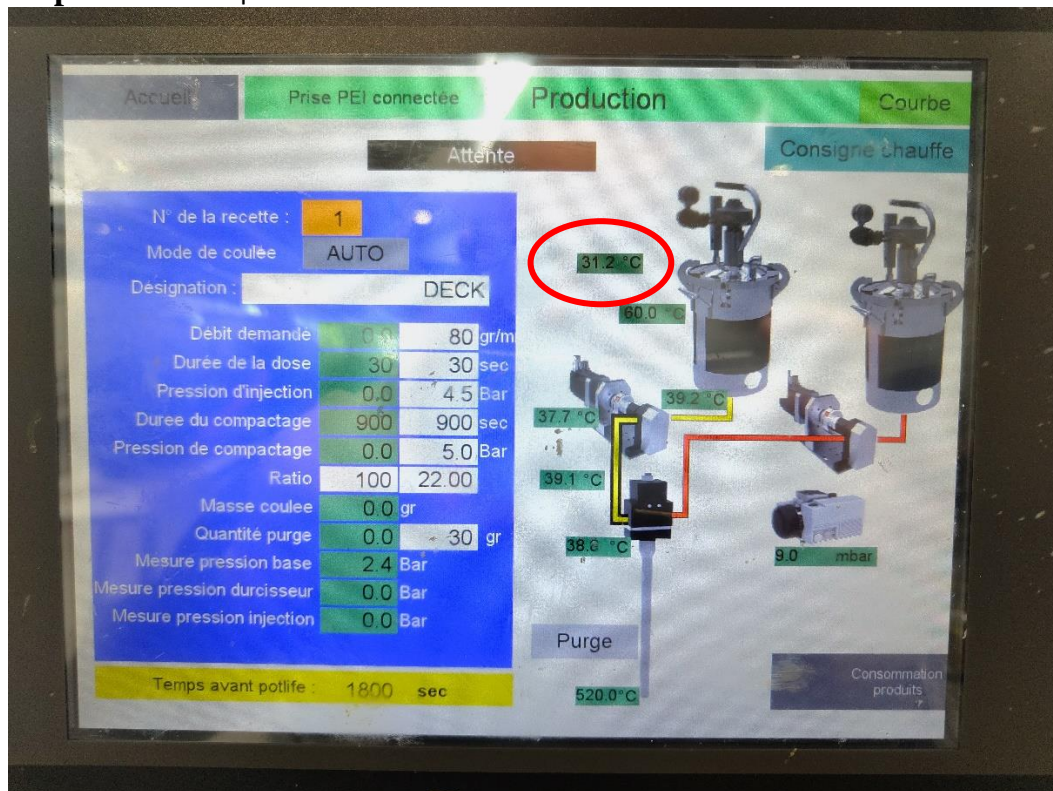 Accueil Prise PEI connectée Production Courbe
Attente Consigne chauffe
N° de la recette : 1
Mode de coulée AUTO
Désignation : DECK
Débit demandé 0.0 80 gr/m
Durée de la dose 30 30 sec
Pression d'injection 0.0 4.5 Bar
Duree du compactage 900 900 sec
Pression de compactage 0.0 5.0 Bar
Ratio 100 22.00
Masse coulee 0.0 gr
Quantité purge 0.0 30 gr
Mesure pression base 2.4 Bar
Mesure pression durcisseur 0.0 Bar
Mesure pression injection 0.0 Bar
Temps avant potlife : 1800 sec
31.2 °C
60.0 °C
39.2 °C
37.7 °C
39.1 °C
38.8 °C
9.0 mbar
Purge
520.0°C
Consommation
produits